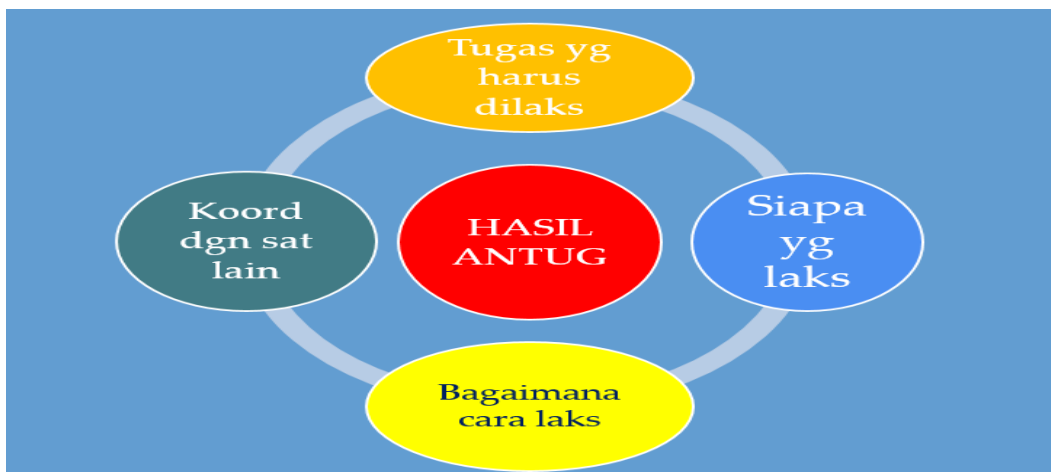 Tugas yg
harus
dilaks
Koord
dgn sat
lain
HASIL
ANTUG
Siapa
yg
laks
Bagaimana
cara laks